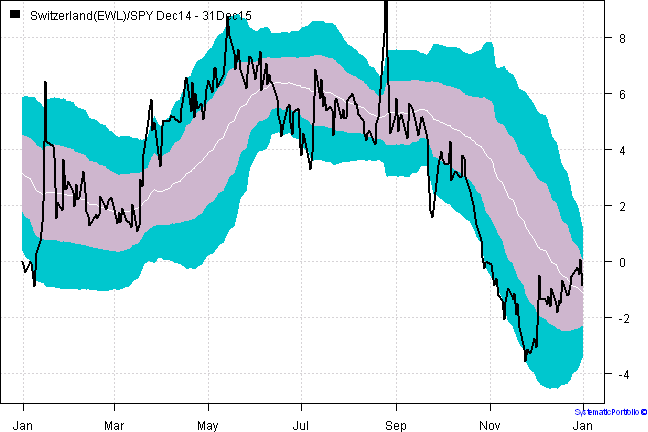 Switzerland(EWL)/SPY Dec14 - 31Dec15
8
6
4
2
0
-2
-4
Jan Mar May Jul Sep Nov Jan
SystematicPortfolio ©